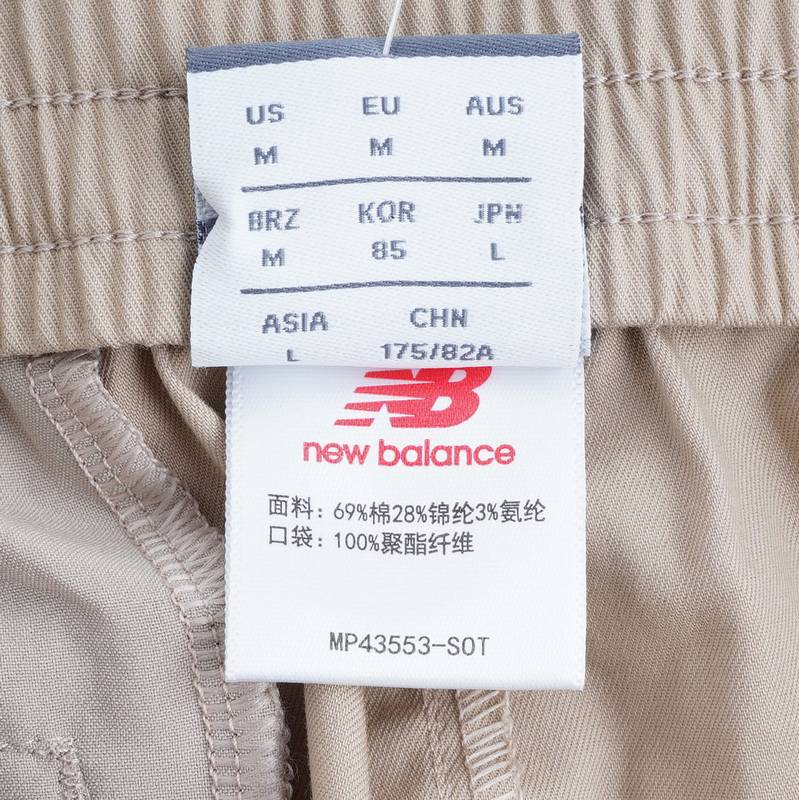 US EU AUS
M M M
BRZ KOR JPN
M 85 L
ASIA CHN
L 175/82A
NB
new balance
面料: 69%棉28%锦纶3%氨纶
口袋: 100%聚酯纤维
MP43553-SOT